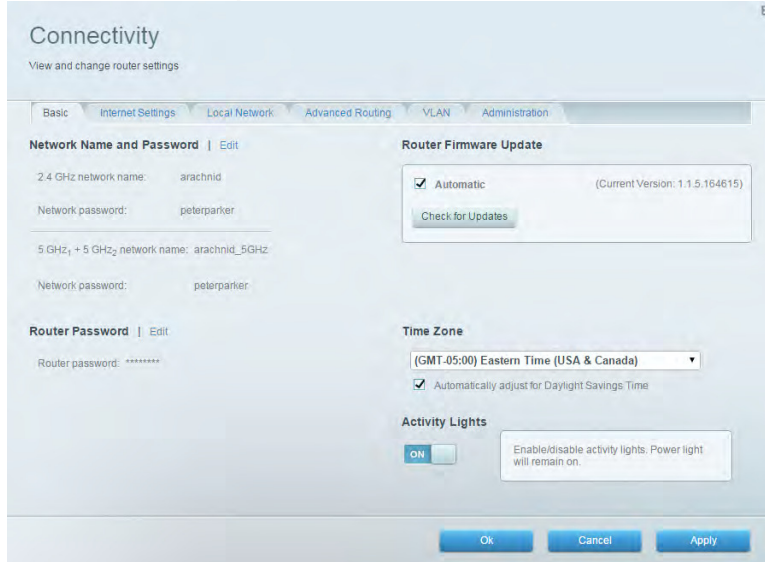 Connectivity
View and change router settings
Basic
Internet Settings
Local Network
Advanced Routing
VLAN
Administration
Network Name and Password | Edit
2.4 GHz network name: arachnid
Network password: peterparker
5 GHz₁ + 5 GHz₂ network name: arachnid_5GHz
Network password: peterparker
Router Password | Edit
Router password: ********
Router Firmware Update
Automatic (Current Version: 1.1.5.164615)
Check for Updates
Time Zone
(GMT-05:00) Eastern Time (USA & Canada)
Automatically adjust for Daylight Savings Time
Activity Lights
ON
Enable/disable activity lights. Power light
will remain on.
Ok
Cancel
Apply